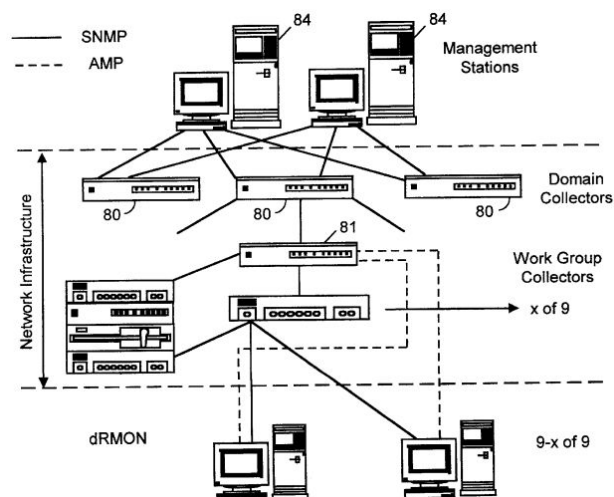 SNMP
AMP
84
84
Management
Stations
Network Infrastructure
80
80
80
Domain
Collectors
81
Work Group
Collectors
x of 9
dRMON
9-x of 9